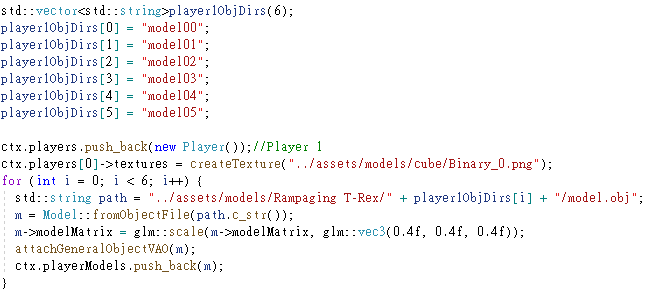 std::vector<std::string>player1ObjDirs(6);
player1ObjDirs[0] = "model00";
player1ObjDirs[1] = "model01";
player1ObjDirs[2] = "model02";
player1ObjDirs[3] = "model03";
player1ObjDirs[4] = "model04";
player1ObjDirs[5] = "model05";

ctx.players.push_back(new Player());//Player 1
ctx.players[0]->textures = createTexture("../assets/models/cube/Binary_0.png");
for (int i = 0; i < 6; i++) {
  std::string path = "../assets/models/Rampaging T-Rex/" + player1ObjDirs[i] + "/model.obj";
  m = Model::fromObjectFile(path.c_str());
  m->modelMatrix = glm::scale(m->modelMatrix, glm::vec3(0.4f, 0.4f, 0.4f));
  attachGeneralObjectVAO(m);
  ctx.playerModels.push_back(m);
}